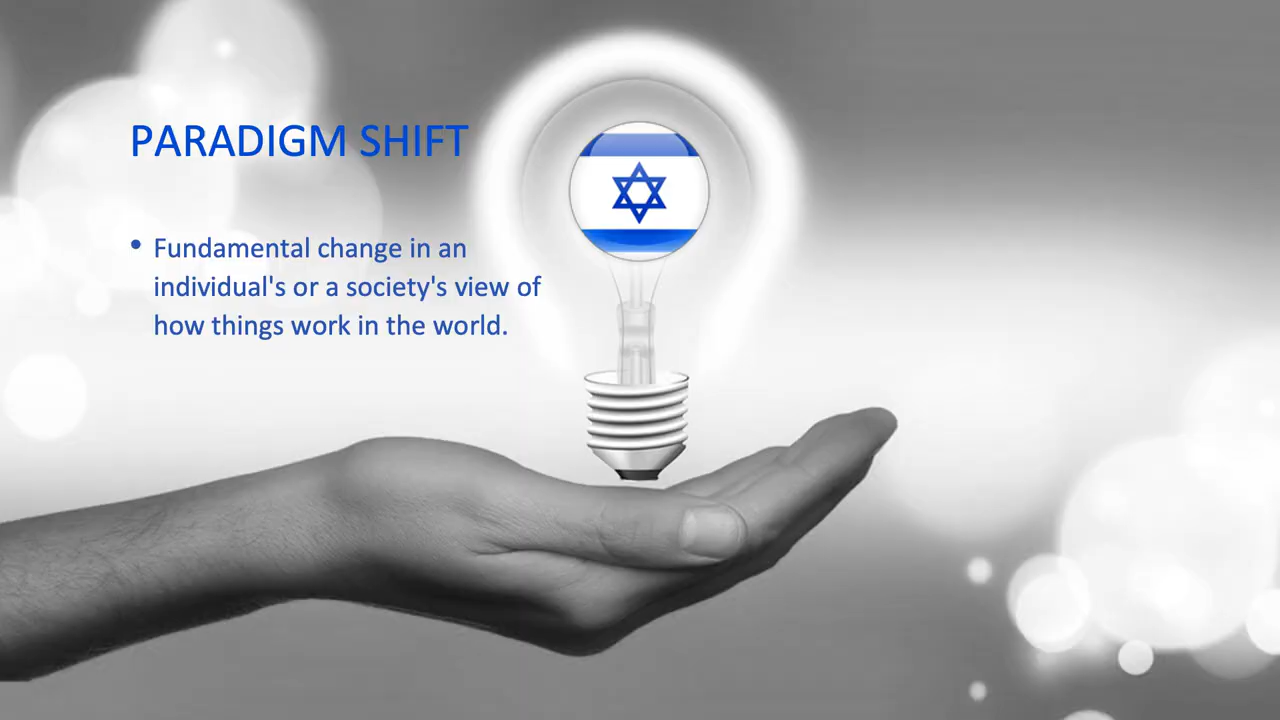 PARADIGM SHIFT
• Fundamental change in an
individual's or a society's view of
how things work in the world.